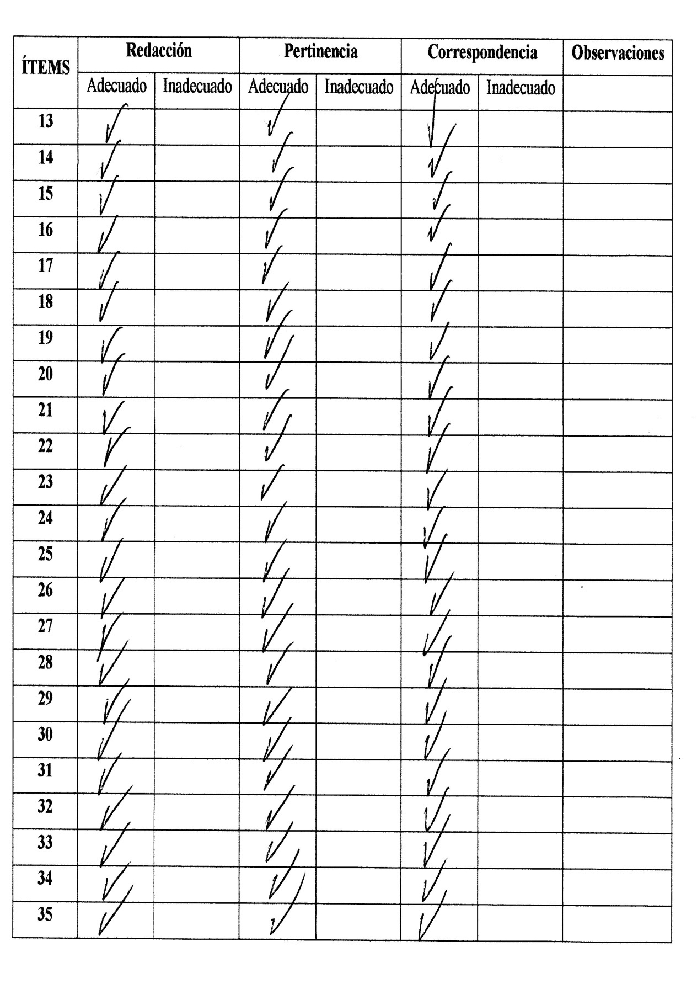 ÍTEMS Redacción Pertinencia Correspondencia Observaciones
Adecuado Inadecuado Adecuado Inadecuado Adecuado Inadecuado
13 ✓ ✓ ✓
14 ✓ ✓ ✓
15 ✓ ✓ ✓
16 ✓ ✓ ✓
17 ✓ ✓ ✓
18 ✓ ✓ ✓
19 ✓ ✓ ✓
20 ✓ ✓ ✓
21 ✓ ✓ ✓
22 ✓ ✓ ✓
23 ✓ ✓ ✓
24 ✓ ✓ ✓
25 ✓ ✓ ✓
26 ✓ ✓ ✓
27 ✓ ✓ ✓
28 ✓ ✓ ✓
29 ✓ ✓ ✓
30 ✓ ✓ ✓
31 ✓ ✓ ✓
32 ✓ ✓ ✓
33 ✓ ✓ ✓
34 ✓ ✓ ✓
35 ✓ ✓ ✓